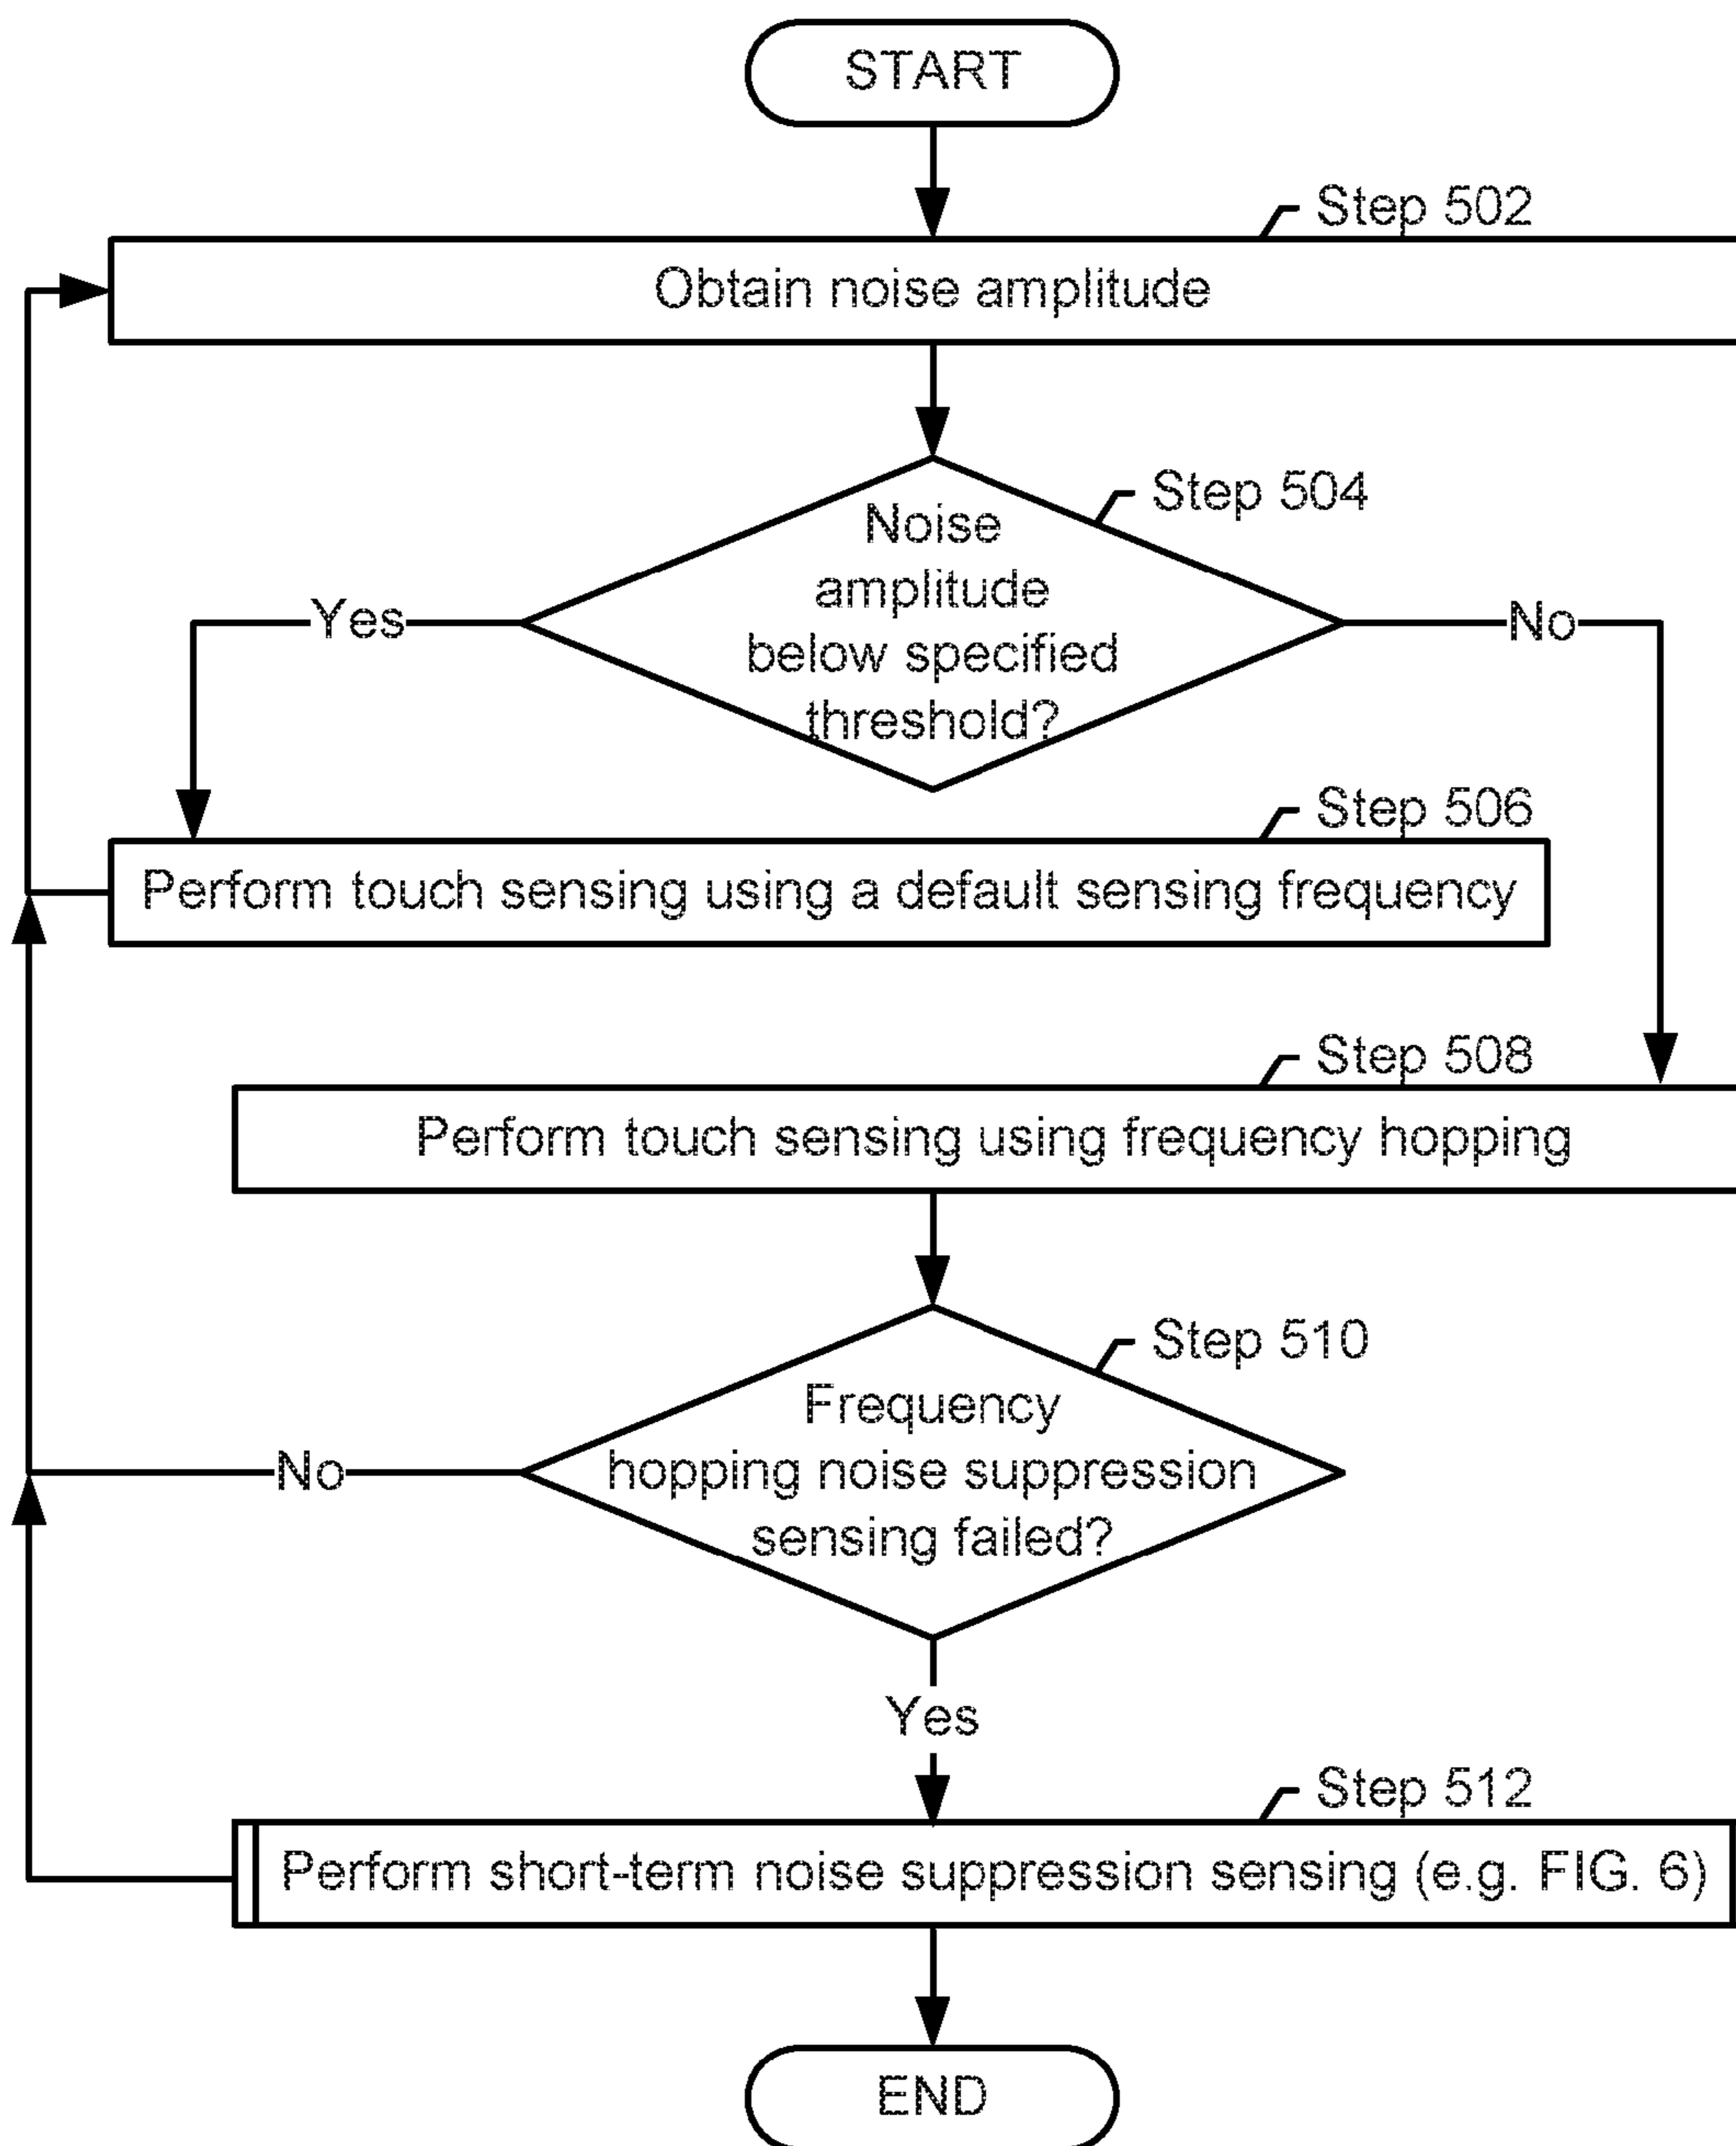 START
Step 502
Obtain noise amplitude
Step 504
Noise
amplitude
below specified
threshold?
Yes
No
Step 506
Perform touch sensing using a default sensing frequency
Step 508
Perform touch sensing using frequency hopping
Step 510
Frequency
hopping noise suppression
sensing failed?
No
Yes
Step 512
Perform short-term noise suppression sensing (e.g. FIG. 6)
END